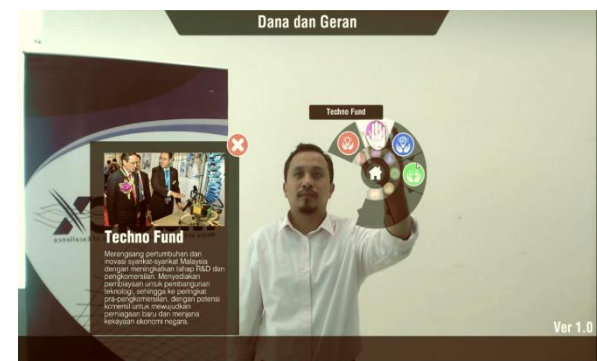 Dana dan Geran
Techno Fund
Techno Fund
Merangsang pertumbuhan dan
inovasi syarikat-syarikat Malaysia
dengan meningkatkan tahap R&D dan
pengkomersilan. Menyediakan
pembiayaan untuk pembangunan
teknologi, sehingga ke peringkat
pra-pengkomersilan, dengan potensi
komersil untuk mewujudkan
perniagaan baru dan menjana
kekayaan ekonomi negara.
Ver 1.0